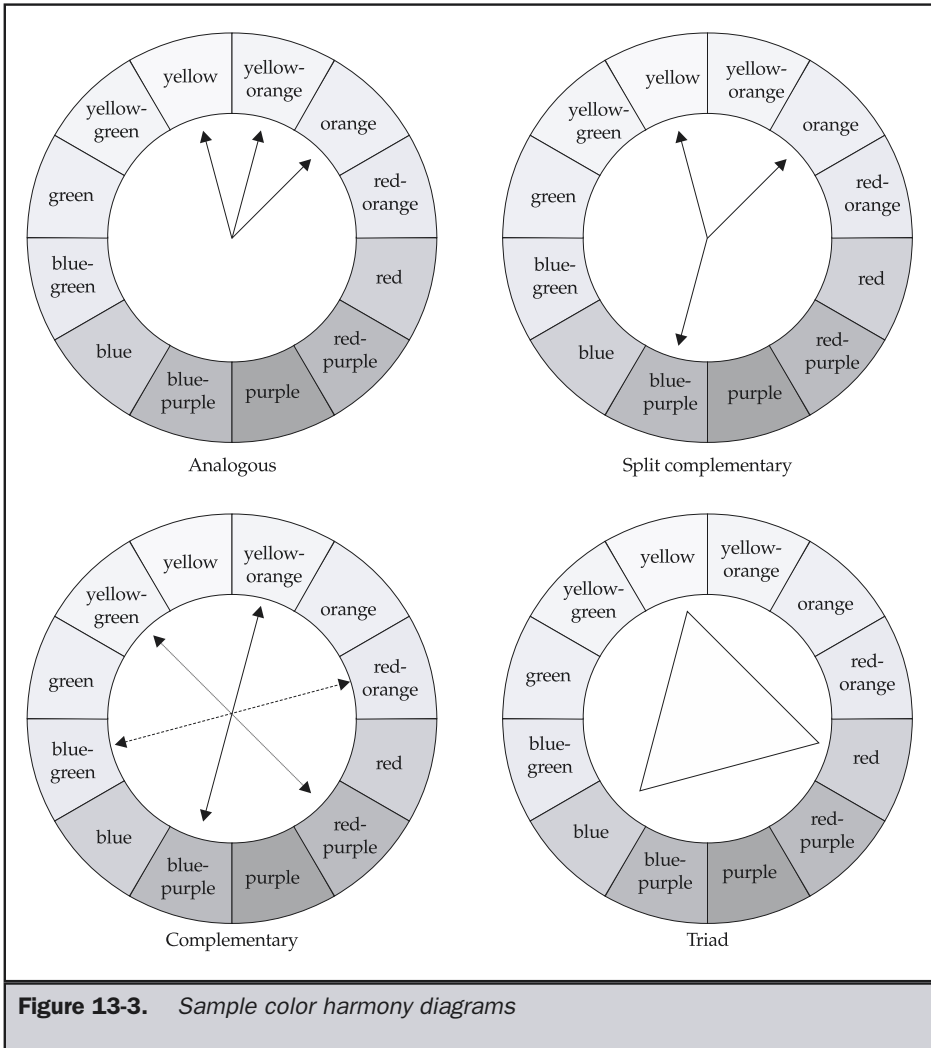 yellow
yellow-
orange
orange
red-
orange
red
red-
purple
purple
blue-
purple
blue
blue-
green
green
yellow-
green
Analogous
yellow
yellow-
orange
orange
red-
orange
red
red-
purple
purple
blue-
purple
blue
blue-
green
green
yellow-
green
Split complementary
yellow
yellow-
orange
orange
red-
orange
red
red-
purple
purple
blue-
purple
blue
blue-
green
green
yellow-
green
Complementary
yellow
yellow-
orange
orange
red-
orange
red
red-
purple
purple
blue-
purple
blue
blue-
green
green
yellow-
green
Triad
Figure 13-3. Sample color harmony diagrams